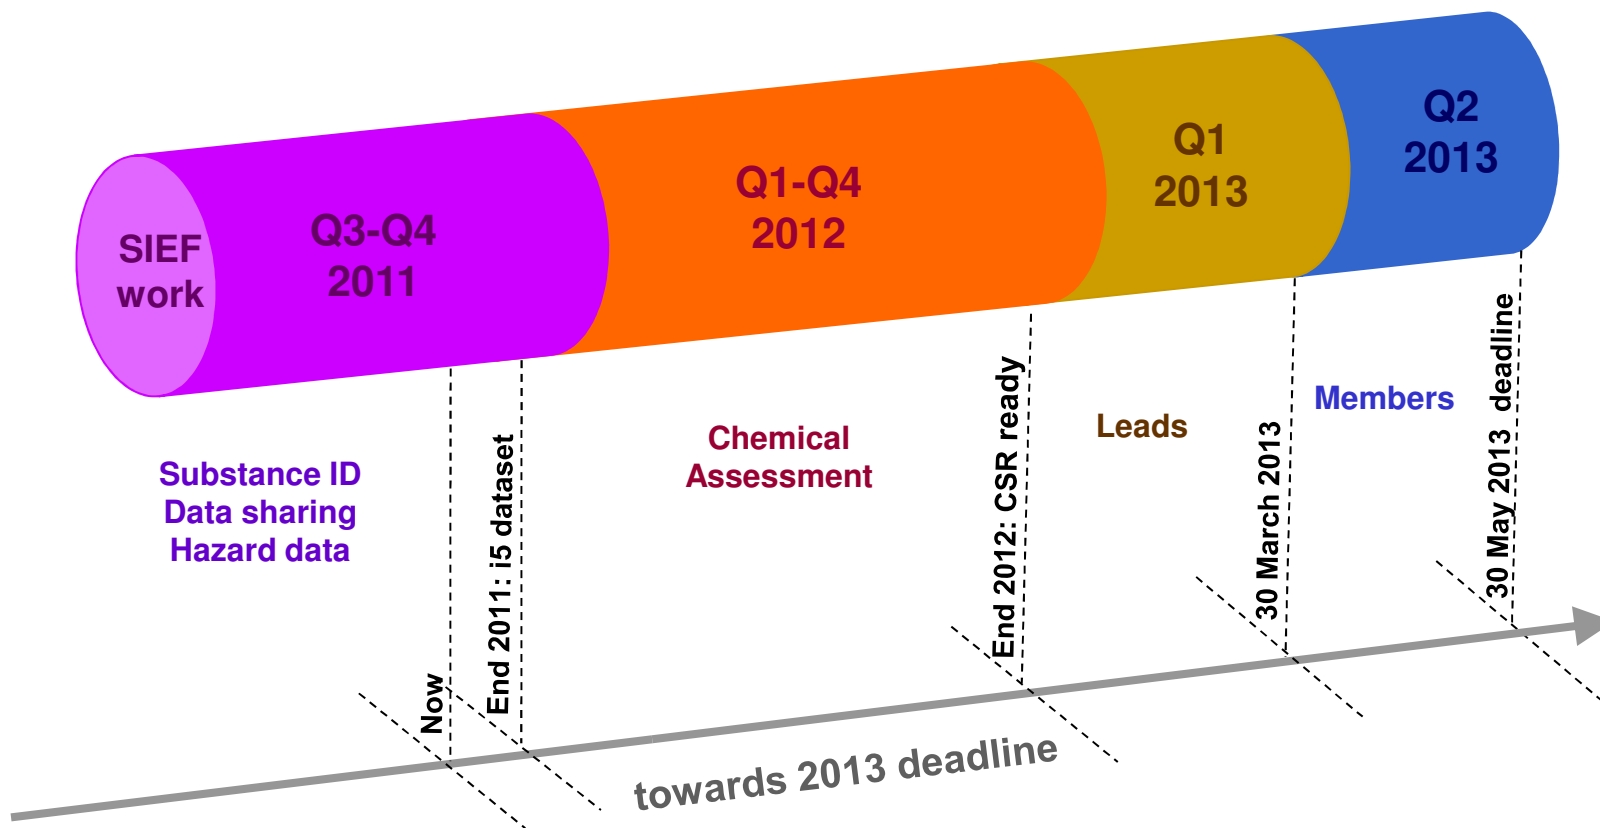 SIEF
work
Q3-Q4
2011
Q1-Q4
2012
Q1
2013
Q2
2013
Substance ID
Data sharing
Hazard data
Chemical
Assessment
Leads
Members
Now
End 2011: i5 dataset
End 2012: CSR ready
30 March 2013
30 May 2013 deadline
towards 2013 deadline